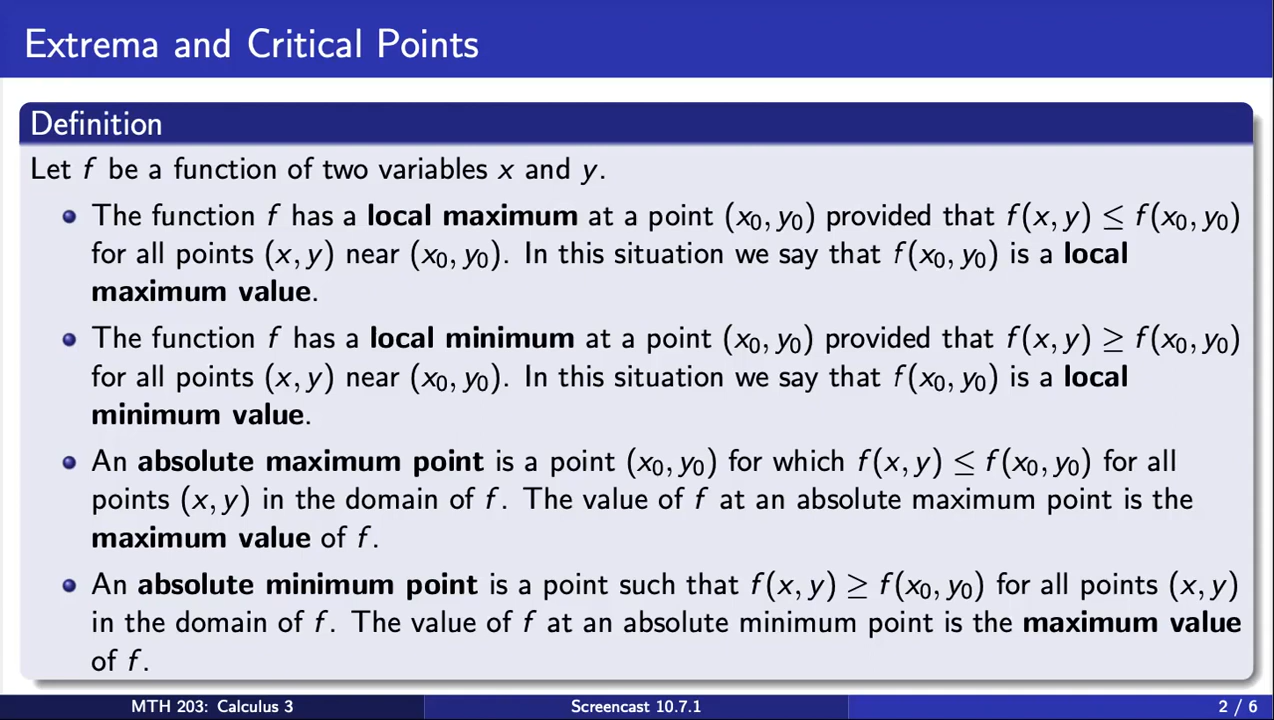 Extrema and Critical Points
Definition
Let f be a function of two variables x and y.
The function f has a local maximum at a point (x₀, y₀) provided that f(x, y) ≤ f(x₀, y₀)
for all points (x, y) near (x₀, y₀). In this situation we say that f(x₀, y₀) is a local
maximum value.
The function f has a local minimum at a point (x₀, y₀) provided that f(x, y) ≥ f(x₀, y₀)
for all points (x, y) near (x₀, y₀). In this situation we say that f(x₀, y₀) is a local
minimum value.
An absolute maximum point is a point (x₀, y₀) for which f(x, y) ≤ f(x₀, y₀) for all
points (x, y) in the domain of f. The value of f at an absolute maximum point is the
maximum value of f.
An absolute minimum point is a point such that f(x, y) ≥ f(x₀, y₀) for all points (x, y)
in the domain of f. The value of f at an absolute minimum point is the maximum value
of f.
MTH 203: Calculus 3 Screencast 10.7.1 2 / 6